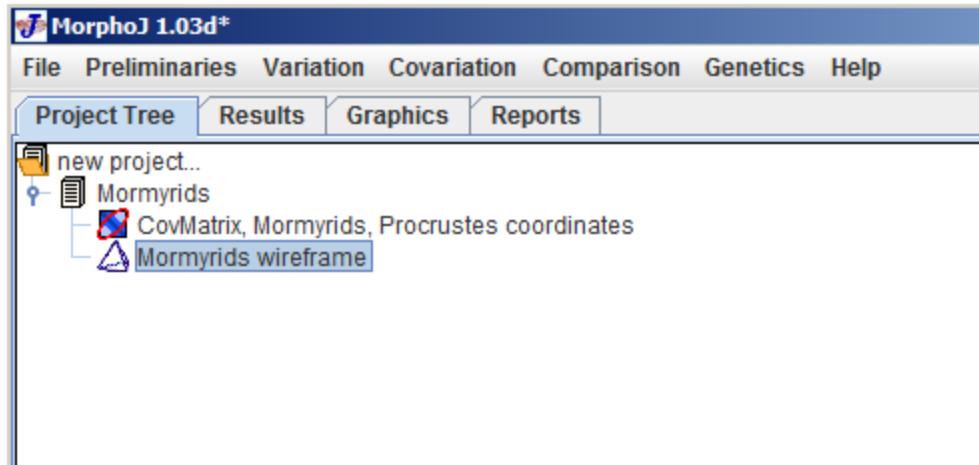 MorphoJ 1.03d*
File Preliminaries Variation Covariation Comparison Genetics Help
Project Tree Results Graphics Reports
new project...
Mormyrids
CovMatrix, Mormyrids, Procrustes coordinates
Mormyrids wireframe